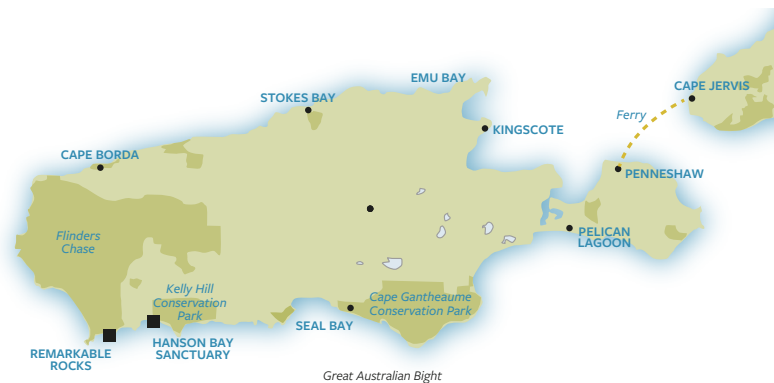 EMU BAY
CAPE JERVIS
STOKES BAY
Ferry
KINGSCOTE
CAPE BORDA
PENNESHAW
Flinders
Chase
PELICAN
LAGOON
Kelly Hill
Conservation
Park
Cape Gantheaume
Conservation Park
SEAL BAY
HANSON BAY
SANCTUARY
REMARKABLE
ROCKS
Great Australian Bight